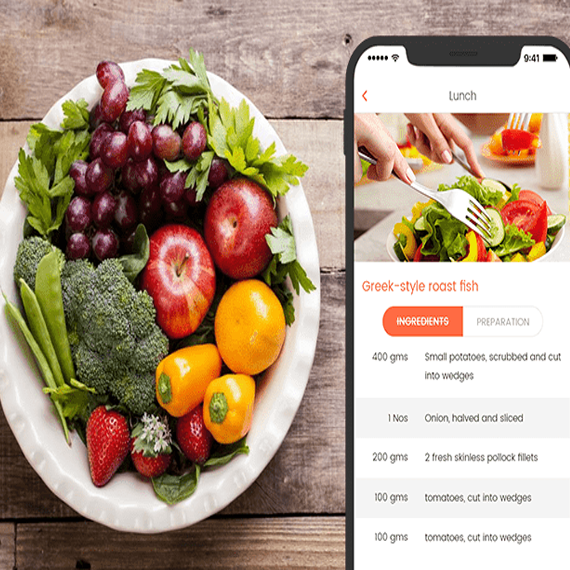 9:41
Lunch
Greek-style roast fish
INGREDIENTS PREPARATION
400 gms Small potatoes, scrubbed and cut
into wedges
1 Nos Onion, halved and sliced
200 gms 2 fresh skinless pollock fillets
100 gms tomatoes, cut into wedges
100 gms tomatoes, cut into wedges